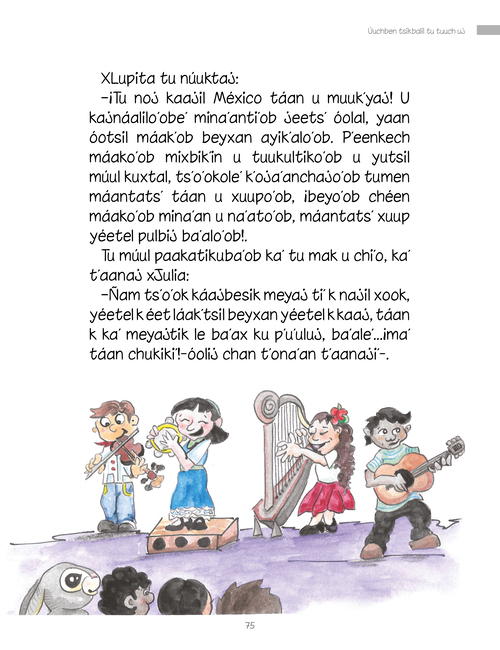 Úuchben tsikbalil tu tuuch uj
XLupita tu núuktaj:
–¡Tu noj kaajil México táan u muuk'yaj! U
kajnáalilo'obe' mina'anti'ob jeets' óolal, yaan
óotsil máak'ob beyxan ayik'alo'ob. P'eenkech
máako'ob mixbik'in u tuukultiko'ob u yutsil
múul kuxtal, ts'o'okole' k'oja'anchajo'ob tumen
máantats' táan u xuupo'ob, ¡beyo'ob chéen
máako'ob mina'an u na'ato'ob, máantats' xuup
yéetel pulbij ba'alo'ob!.
Tu múul paakatikuba'ob ka' tu mak u chi'o, ka'
t'aanaj xJulia:
–Ñam ts'o'ok káajbesik meyaj ti' k najil xook,
yéetel k éet láak'tsil beyxan yéetel k kaaj, táan
k ka' meyajtik le ba'ax ku p'u'uluj, ba'ale'...ima'
táan chukiki'!-óolij chan t'ona'an t'aanaji'-.
75